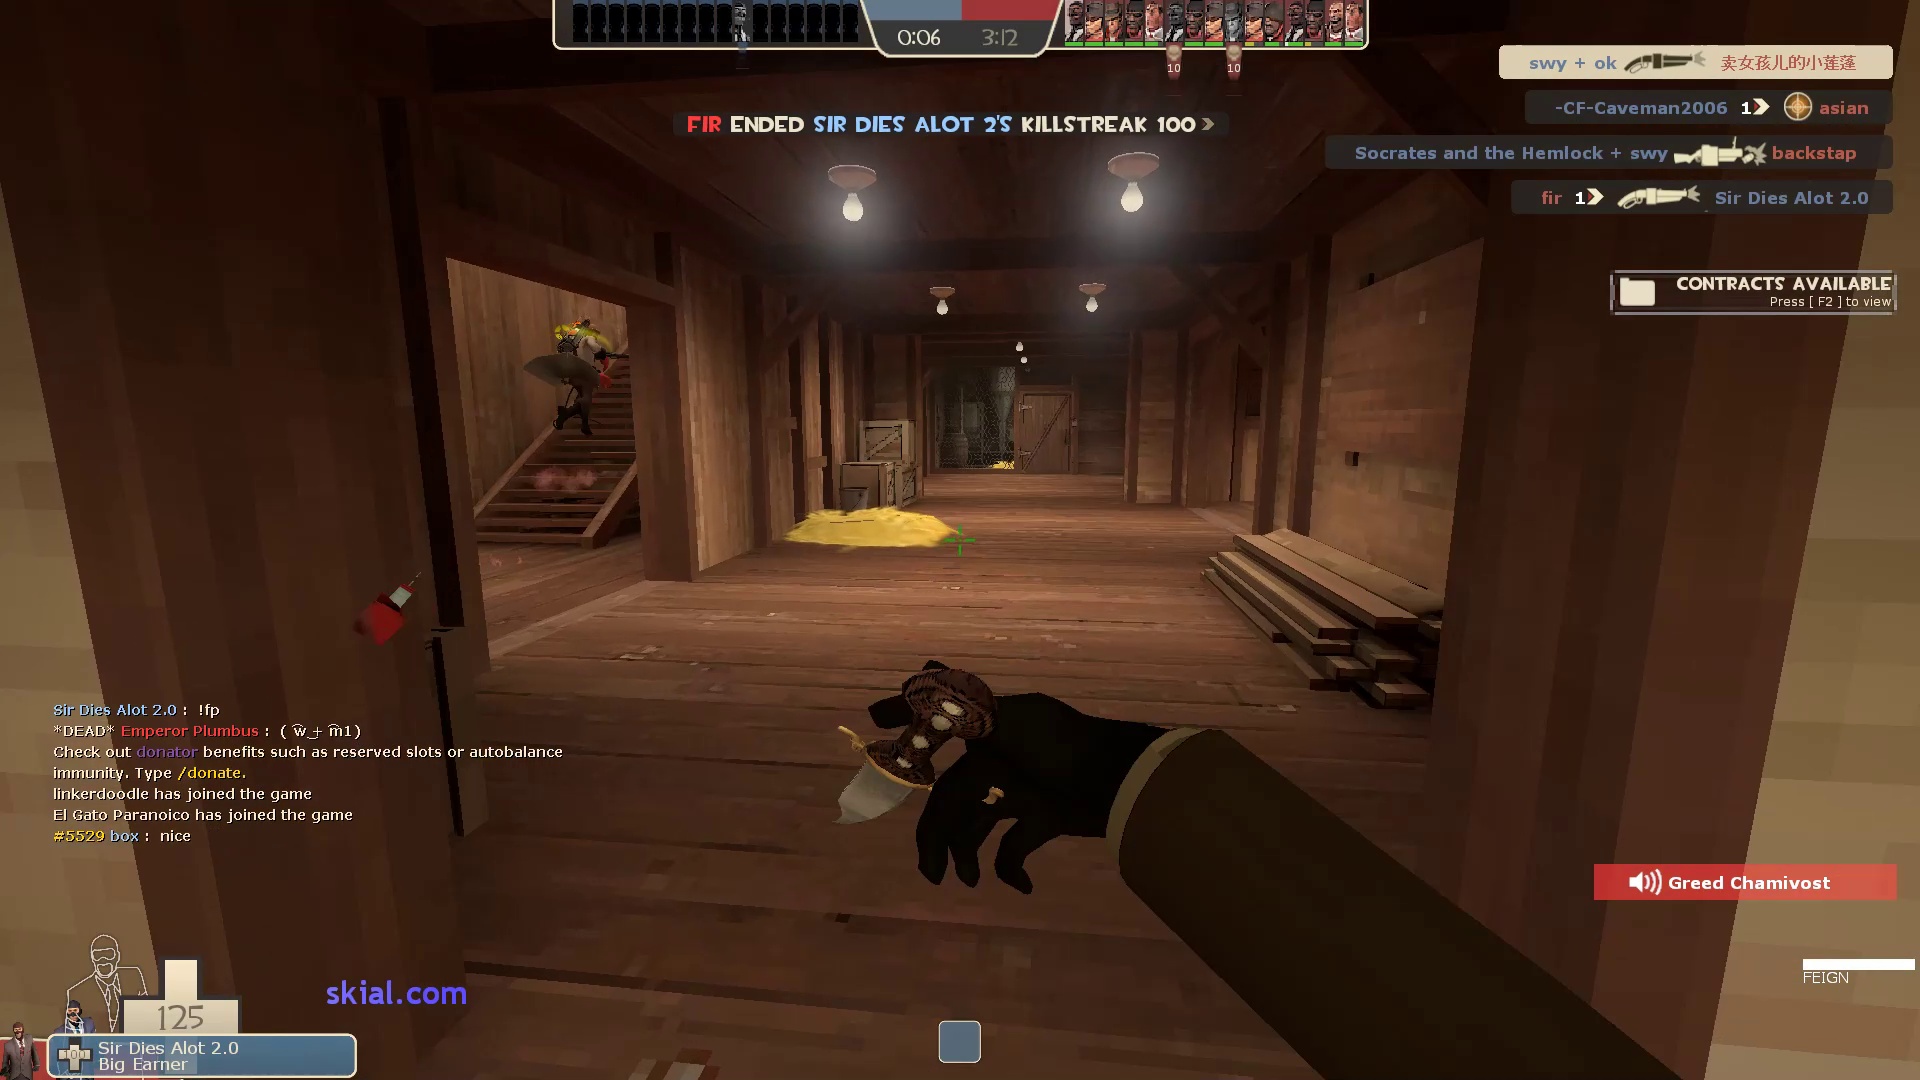 0:06 3:12
10 10
FIR ENDED SIR DIES ALOT 2'S KILLSTREAK 100
swy + ok 卖女孩儿的小莲蓬
-CF-Caveman2006 1 asian
Socrates and the Hemlock + swy backstap
fir 1 Sir Dies Alot 2.0
CONTRACTS AVAILABLE
Press [ F2 ] to view
Sir Dies Alot 2.0 : !fp
*DEAD* Emperor Plumbus : ( ͡w ͜+ ͡m1)
Check out donator benefits such as reserved slots or autobalance
immunity. Type /donate.
linkerdoodle has joined the game
El Gato Paranoico has joined the game
#5529 box : nice
Greed Chamivost
FEIGN
skial.com
125
100
Sir Dies Alot 2.0
Big Earner